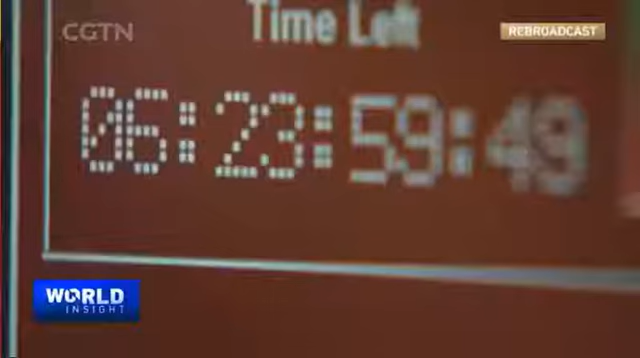 CGTN
REBROADCAST
Time Left
06:23:59:49
WORLD
INSIGHT